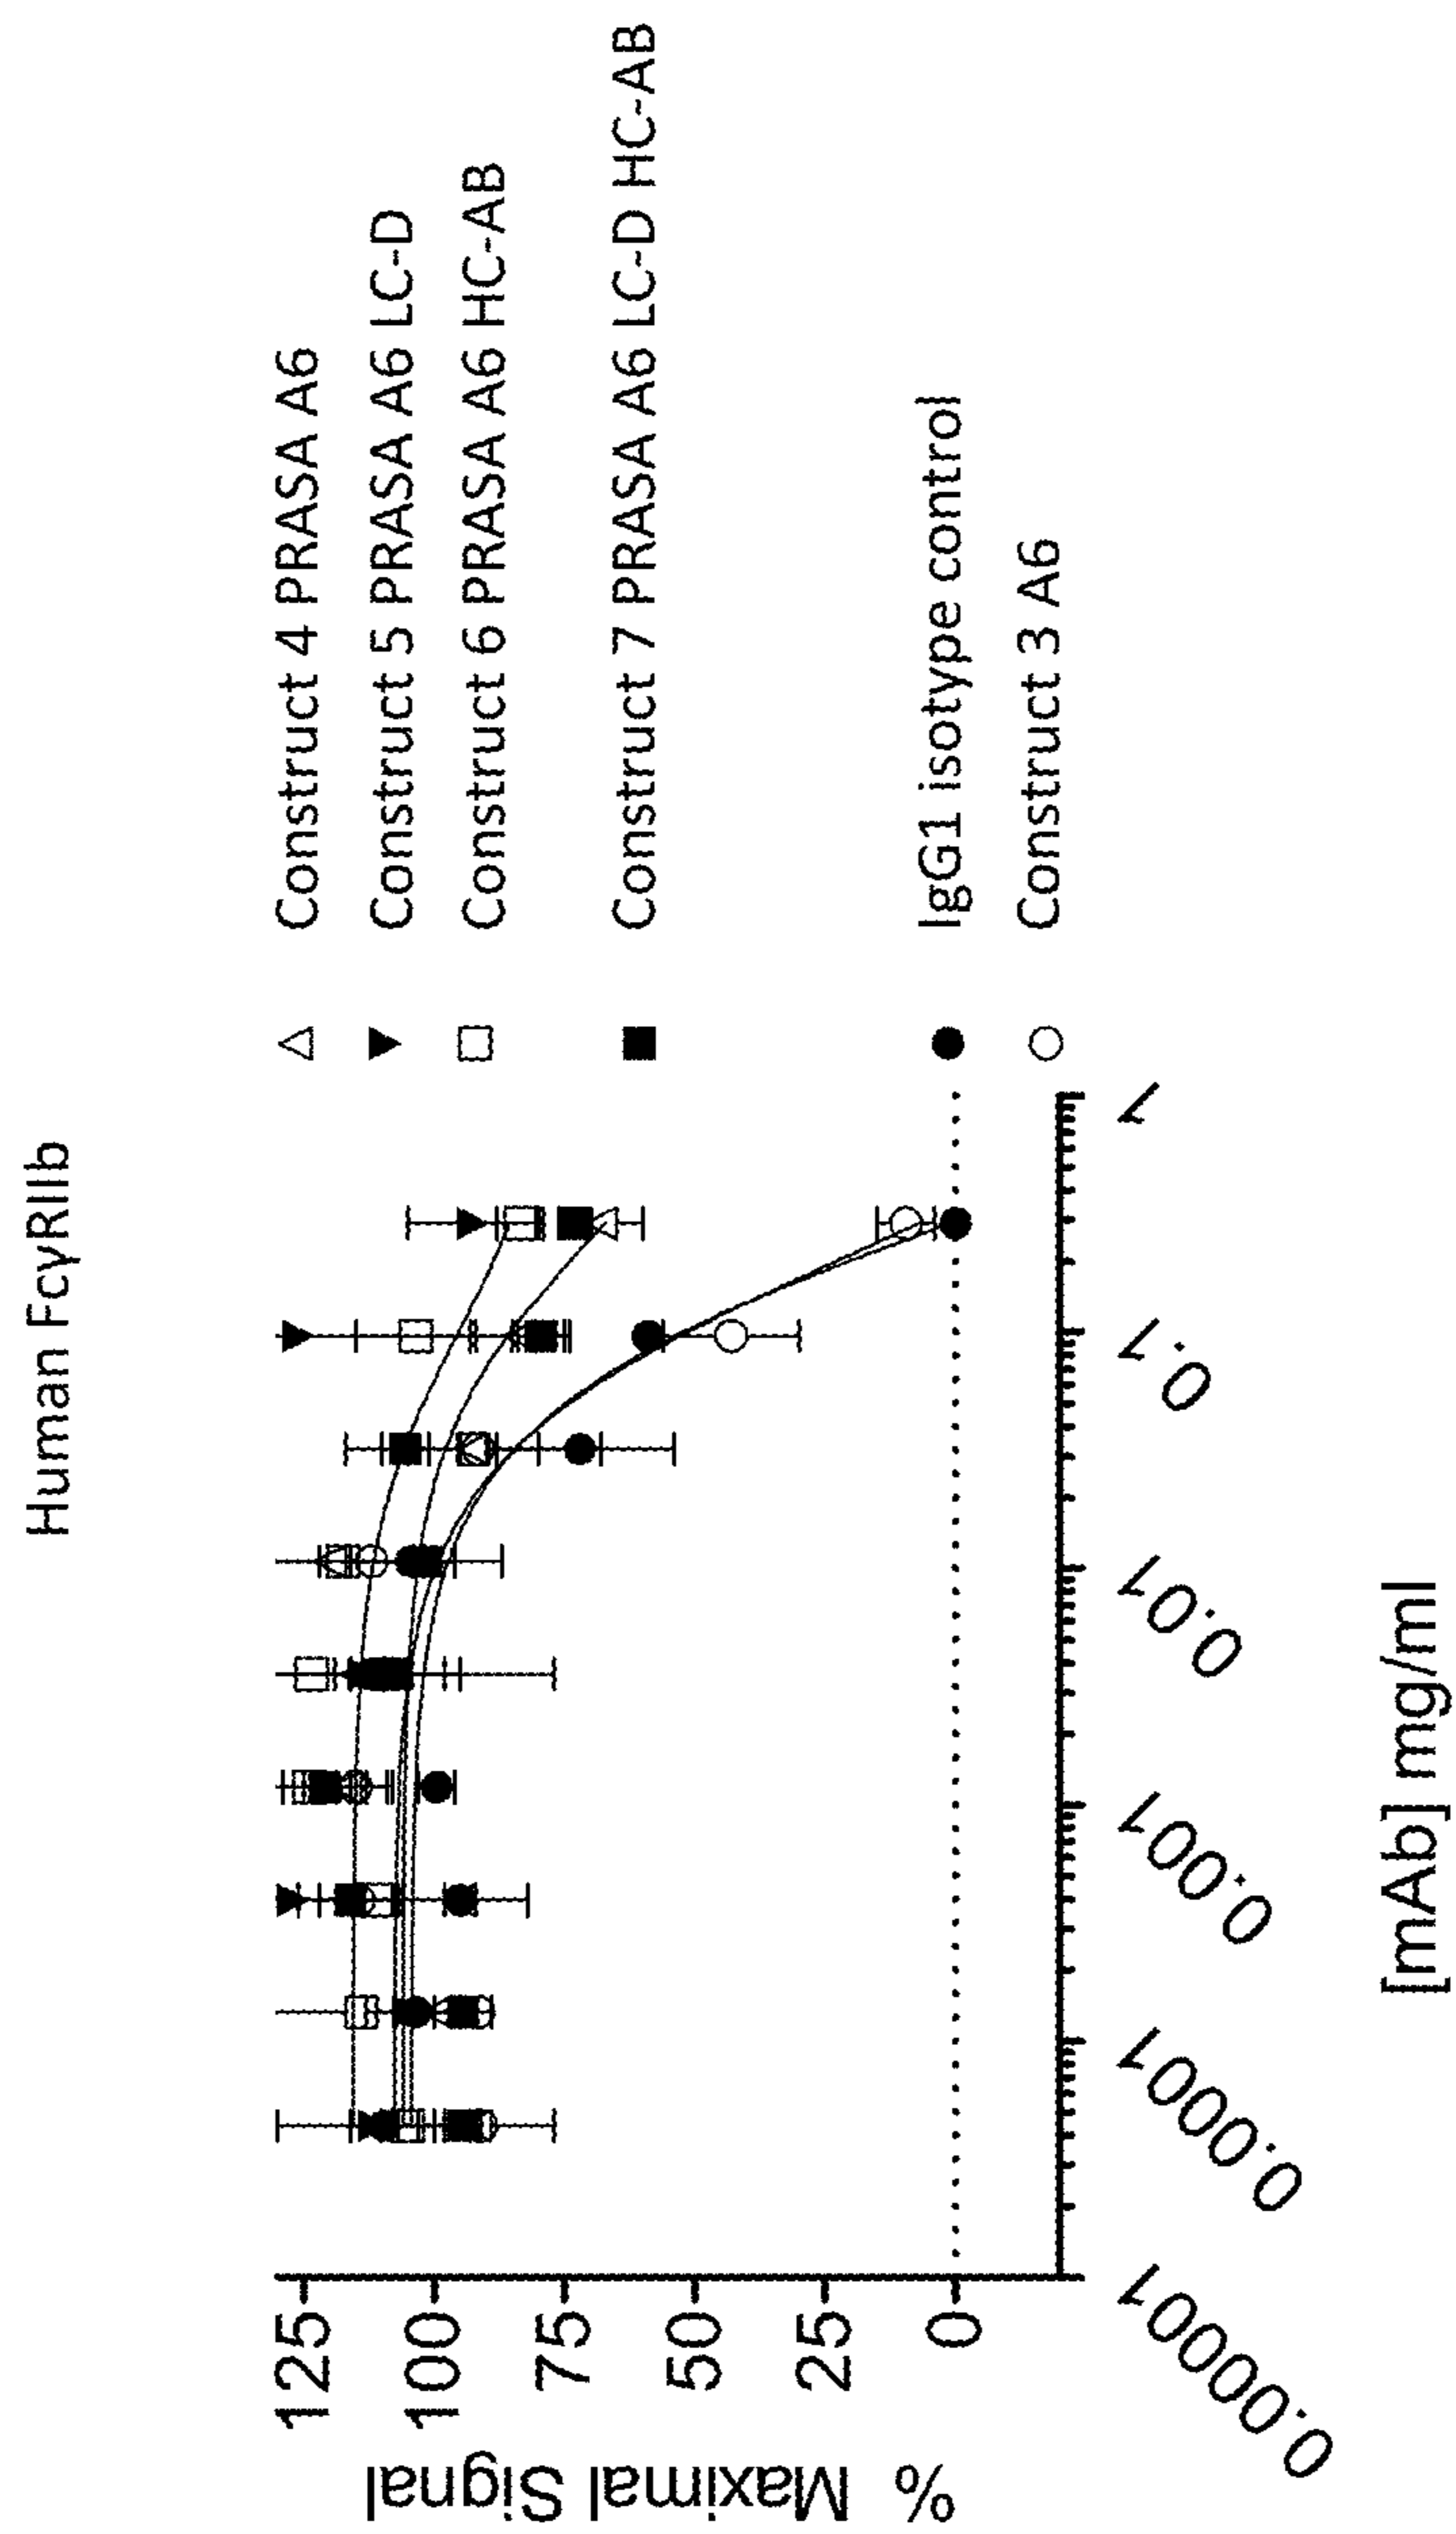 Human FcγRIIb
% Maximal Signal
125
100
75
50
25
0
0.00001
0.0001
0.001
0.01
0.1
1
[mAb] mg/ml
Construct 4 PRASA A6
Construct 5 PRASA A6 LC-D
Construct 6 PRASA A6 HC-AB
Construct 7 PRASA A6 LC-D HC-AB
IgG1 isotype control
Construct 3 A6